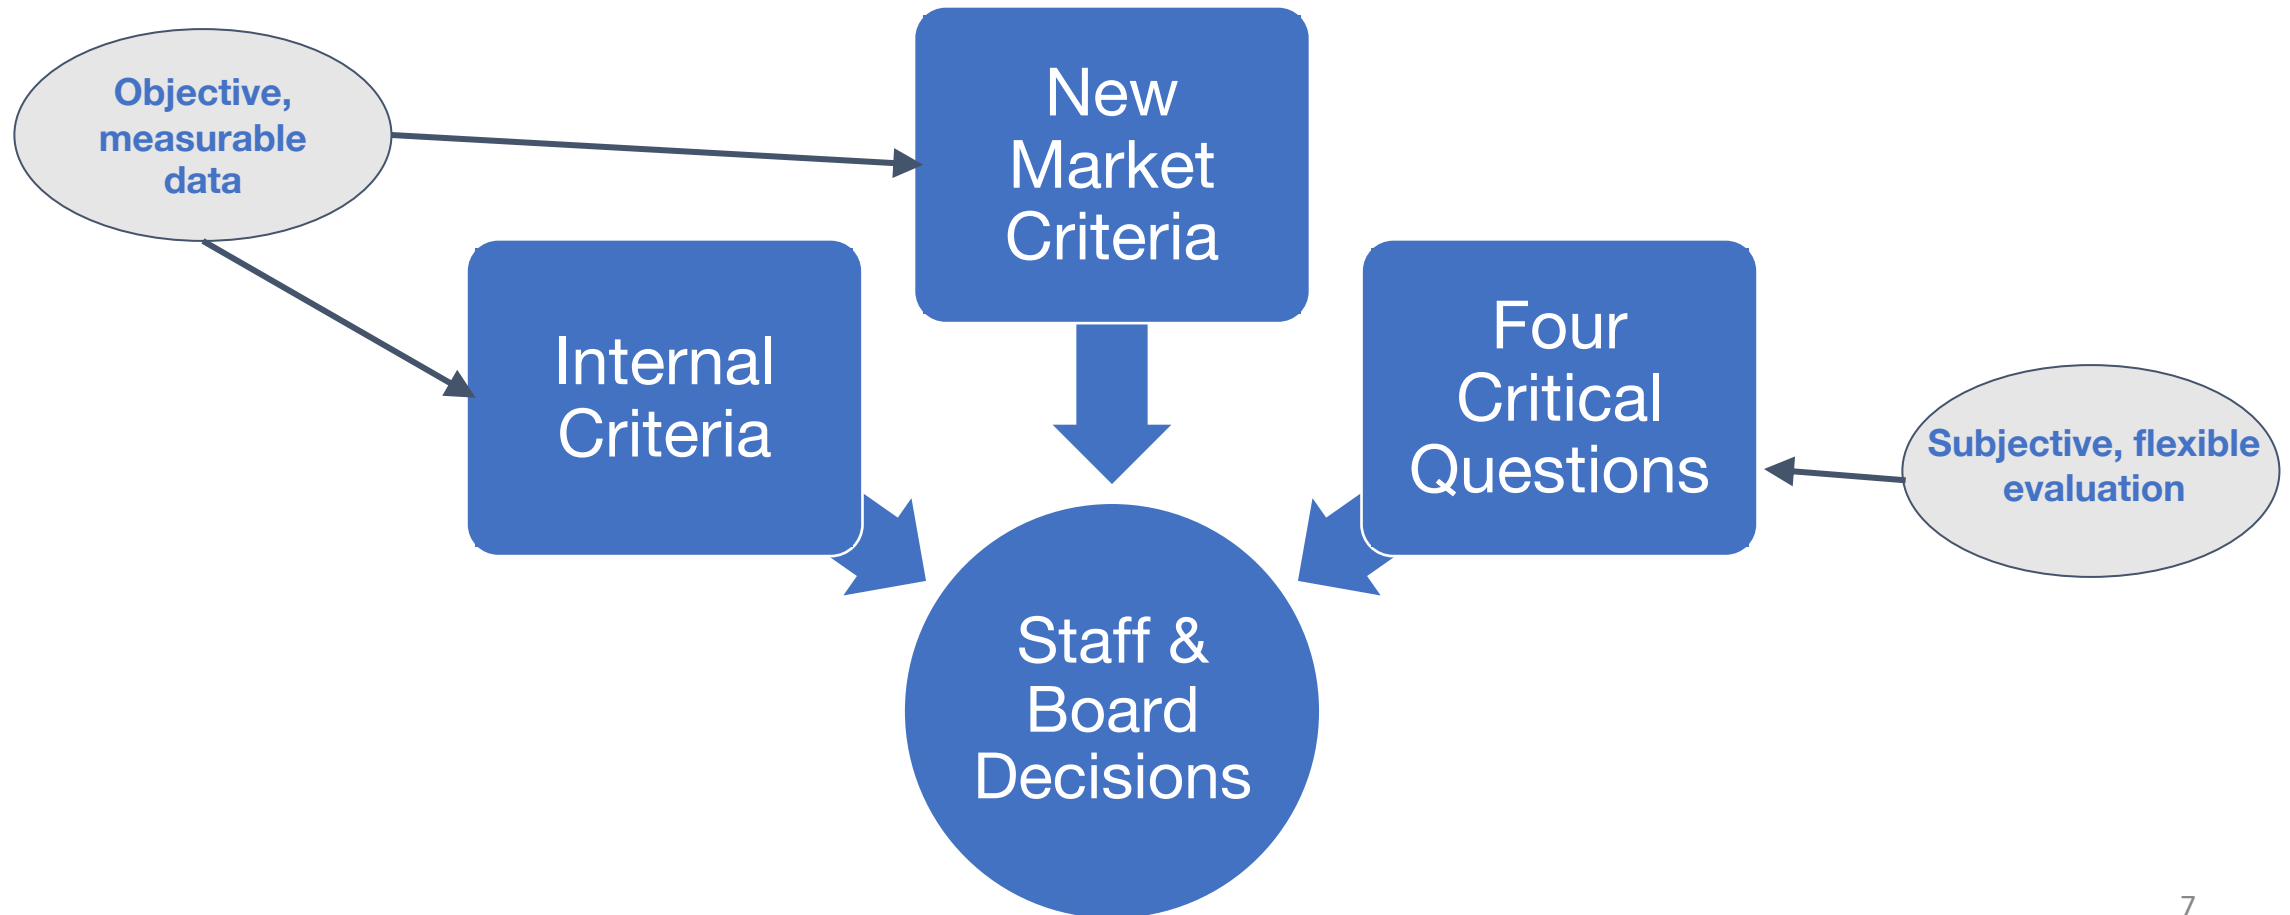 Objective,
measurable
data
New
Market
Criteria
Internal
Criteria
Four
Critical
Questions
Subjective, flexible
evaluation
Staff &
Board
Decisions
7